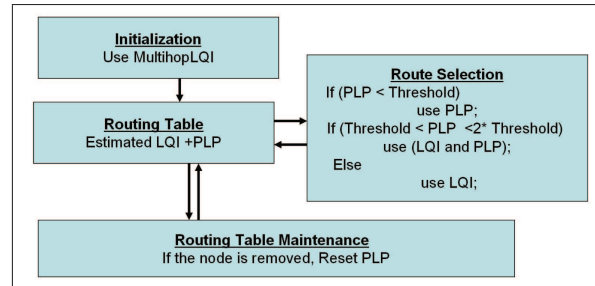 Initialization
Use MultihopLQI
Routing Table
Estimated LQI +PLP
Route Selection
If (PLP < Threshold)
use PLP;
If(Threshold < PLP <2* Threshold)
use (LQI and PLP);
Else
use LQI;
Routing Table Maintenance
If the node is removed, Reset PLP